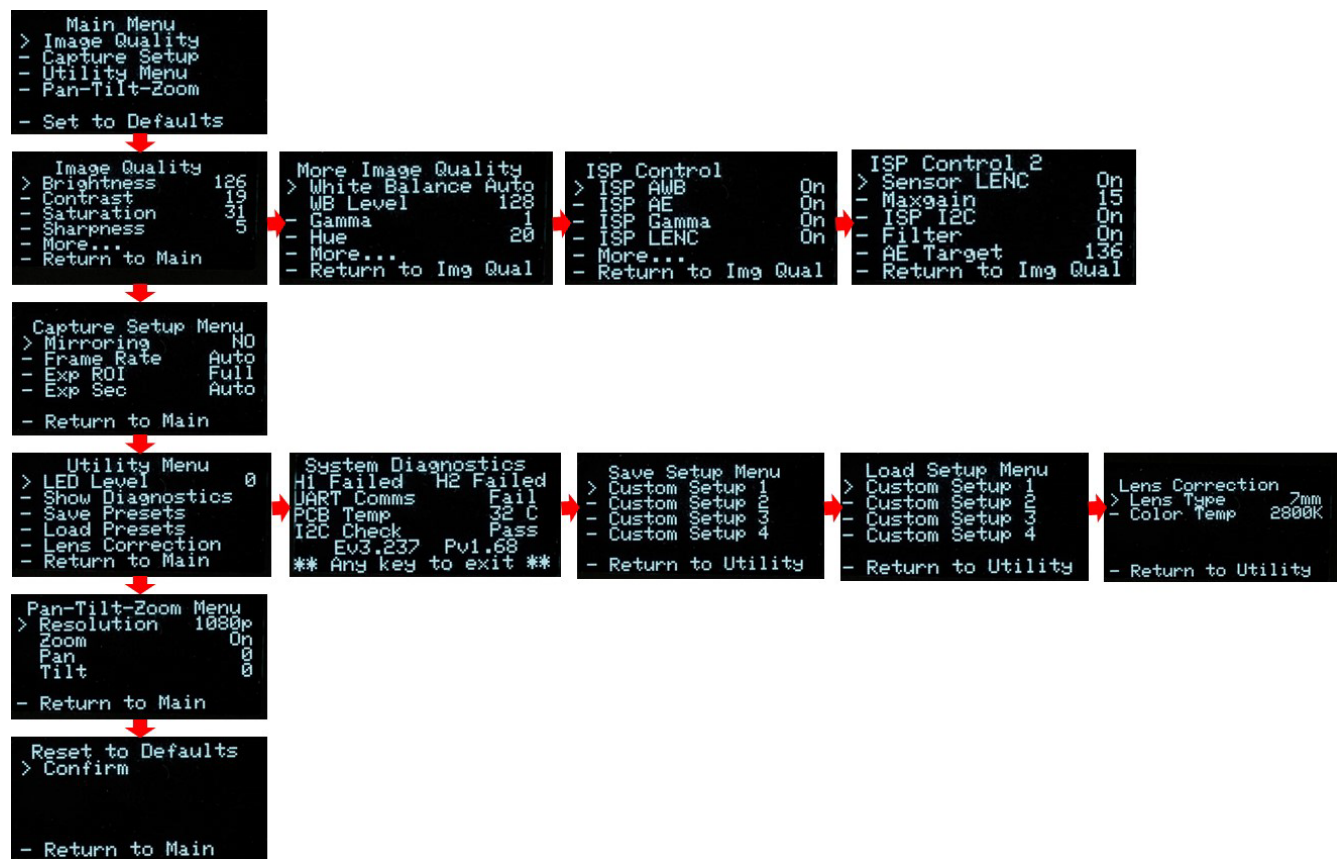 Main Menu
> Image Quality
- Capture Setup
- Utility Menu
- Pan-Tilt-Zoom
- Set to Defaults
Image Quality
> Brightness 126
- Contrast 19
- Saturation 31
- Sharpness 5
- More...
- Return to Main
More Image Quality
> White Balance Auto
WB Level 128
- Gamma 1
- Hue 20
- More...
- Return to Img Qual
ISP Control
> ISP AWB On
- ISP AE On
- ISP Gamma On
- ISP LENC On
- More...
- Return to Img Qual
ISP Control 2
> Sensor LENC On
- Maxgain 15
- ISP I2C On
- Filter On
- AE Target 136
- Return to Img Qual
Capture Setup Menu
> Mirroring NO
- Frame Rate Auto
- Exp ROI Full
- Exp Sec Auto
- Return to Main
Utility Menu
> LED Level 0
- Show Diagnostics
- Save Presets
- Load Presets
- Lens Correction
- Return to Main
System Diagnostics
H1 Failed H2 Failed
UART Comms Fail
PCB Temp 32 C
I2C Check Pass
Ev3.237 Pv1.68
** Any key to exit **
Save Setup Menu
> Custom Setup 1
- Custom Setup 2
- Custom Setup 3
- Custom Setup 4
- Return to Utility
Load Setup Menu
> Custom Setup 1
- Custom Setup 2
- Custom Setup 3
- Custom Setup 4
- Return to Utility
Lens Correction
> Lens Type 7mm
- Color Temp 2800K
- Return to Utility
Pan-Tilt-Zoom Menu
> Resolution 1080p
Zoom On
Pan 0
Tilt 0
- Return to Main
Reset to Defaults
> Confirm
- Return to Main